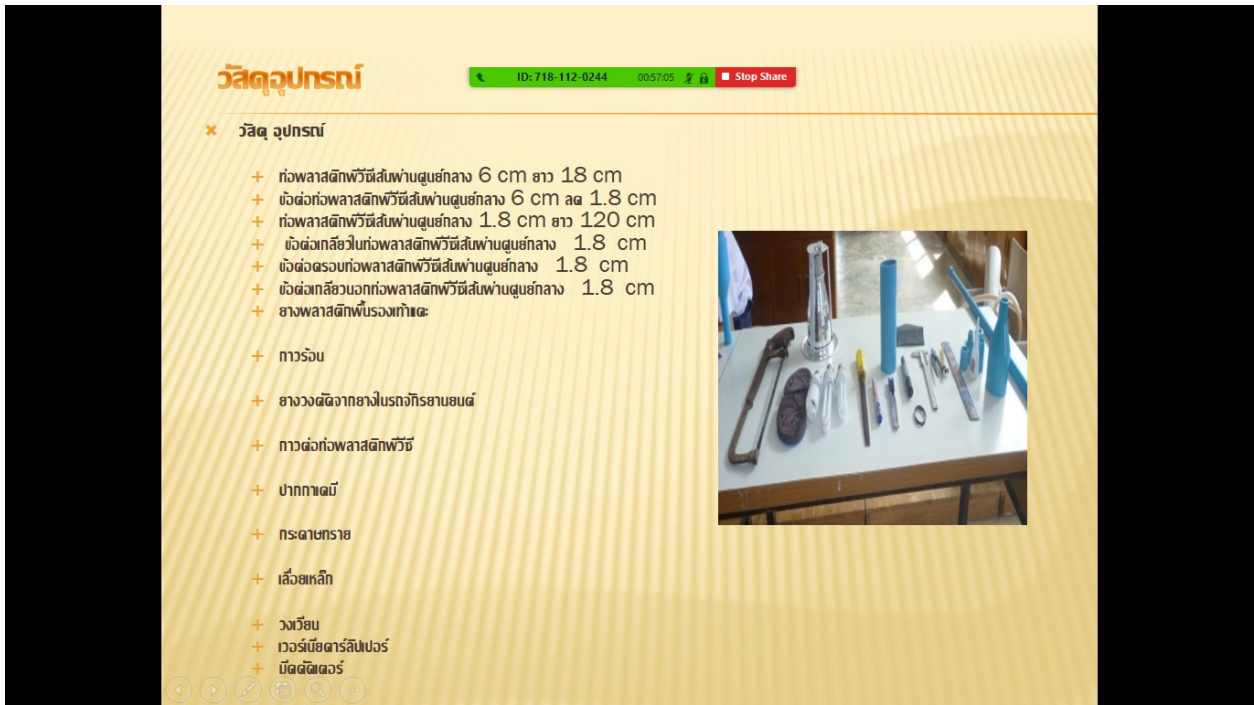 วัสดุอุปกรณ์
ID: 718-112-0244 00:57:05 Stop Share
วัสดุ อุปกรณ์
ท่อพลาสติกพีวีซีเส้นผ่านศูนย์กลาง 6 cm ยาว 18 cm
ข้อต่อท่อพลาสติกพีวีซีเส้นผ่านศูนย์กลาง 6 cm ลด 1.8 cm
ท่อพลาสติกพีวีซีเส้นผ่านศูนย์กลาง 1.8 cm ยาว 120 cm
ข้อต่อเกลียวในท่อพลาสติกพีวีซีเส้นผ่านศูนย์กลาง 1.8 cm
ข้อต่อครอบท่อพลาสติกพีวีซีเส้นผ่านศูนย์กลาง 1.8 cm
ข้อต่อเกลียวนอกท่อพลาสติกพีวีซีเส้นผ่านศูนย์กลาง 1.8 cm
ยางพลาสติกพื้นรองเท้าแตะ
กาวร้อน
ยางวงตัดจากยางในรถจักรยานยนต์
กาวต่อท่อพลาสติกพีวีซี
ปากกาเคมี
กระดาษทราย
เลื่อยเหล็ก
วงเวียน
เวอร์เนียคาร์ลิปเปอร์
มีดคัตเตอร์